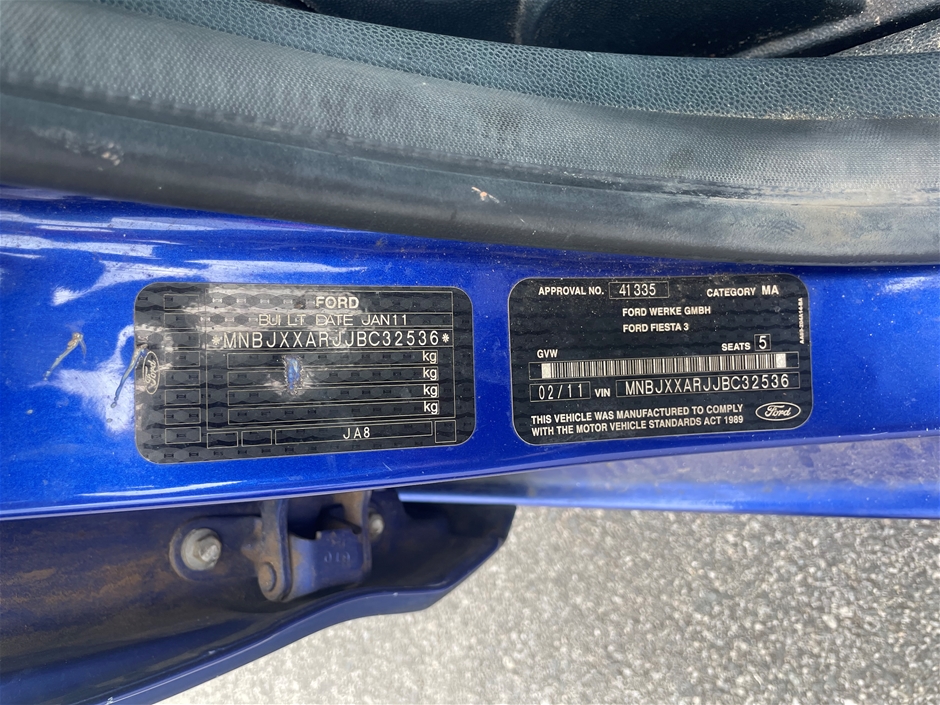 FORD
BUILT DATE JAN11
*MNBJXXARJJBC32536*
kg
kg
kg
kg
JA8
Ford
APPROVAL NO. 41335 CATEGORY MA
FORD WERKE GMBH
FORD FIESTA 3
SEATS 5
GVW
02/11 VIN MNBJXXARJJBC32536
THIS VEHICLE WAS MANUFACTURED TO COMPLY
WITH THE MOTOR VEHICLE STANDARDS ACT 1989
Ford